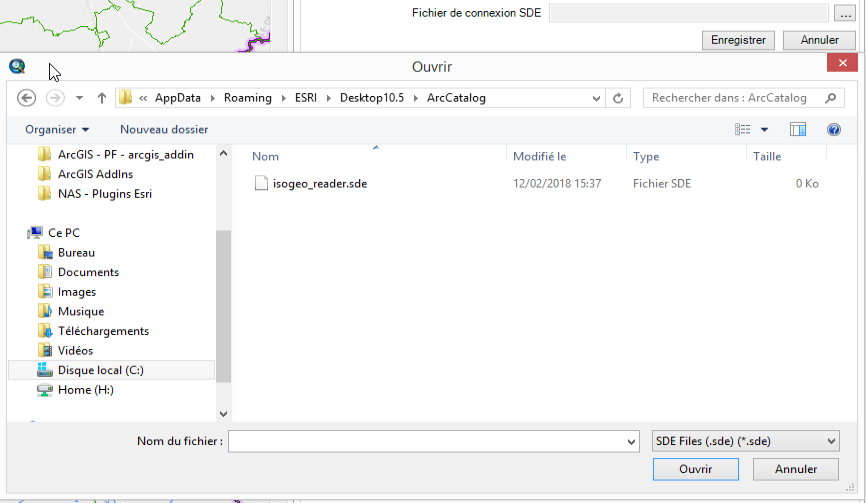 Fichier de connexion SDE
...
Enregistrer Annuler
Ouvrir
« AppData Roaming ESRI Desktop10.5 ArcCatalog
Rechercher dans : ArcCatalog
Organiser Nouveau dossier
ArcGIS - PF - arcgis_addin
ArcGIS AddIns
NAS - Plugins Esri
Ce PC
Bureau
Documents
Images
Musique
Téléchargements
Vidéos
Disque local (C:)
Home (H:)
Nom Modifié le Type Taille
isogeo_reader.sde 12/02/2018 15:37 Fichier SDE 0 Ko
Nom du fichier :
SDE Files (.sde) (*.sde)
Ouvrir Annuler